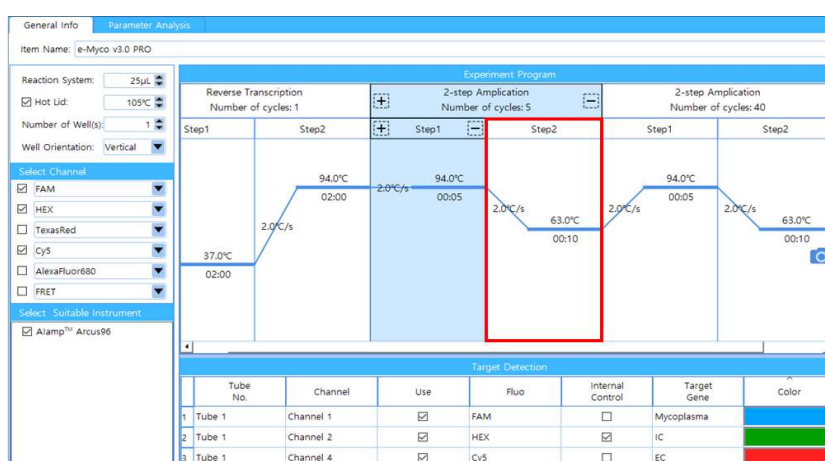 General Info Parameter Analysis
Item Name: e-Myco v3.0 PRO
Reaction System: 25μL
Hot Lid: 105℃
Number of Well(s): 1
Well Orientation: Vertical
Select Channel
FAM
HEX
TexasRed
Cy5
AlexaFluor680
FRET
Select Suitable Instrument
Alamp™ Arcus96
Experiment Program
Reverse Transcription
Number of cycles: 1
2-step Amplication
Number of cycles: 5
2-step Amplication
Number of cycles: 40
Step1 Step2 Step1 Step2 Step1 Step2
37.0℃
02:00
2.0℃/s
94.0℃
02:00
2.0℃/s
94.0℃
00:05
2.0℃/s
63.0℃
00:10
2.0℃/s
94.0℃
00:05
2.0℃/s
63.0℃
00:10
Target Detection
Tube No. Channel Use Fluo Internal Control Target Gene Color
1 Tube 1 Channel 1 FAM Mycoplasma
2 Tube 1 Channel 2 HEX IC
3 Tube 1 Channel 4 Cy5 EC